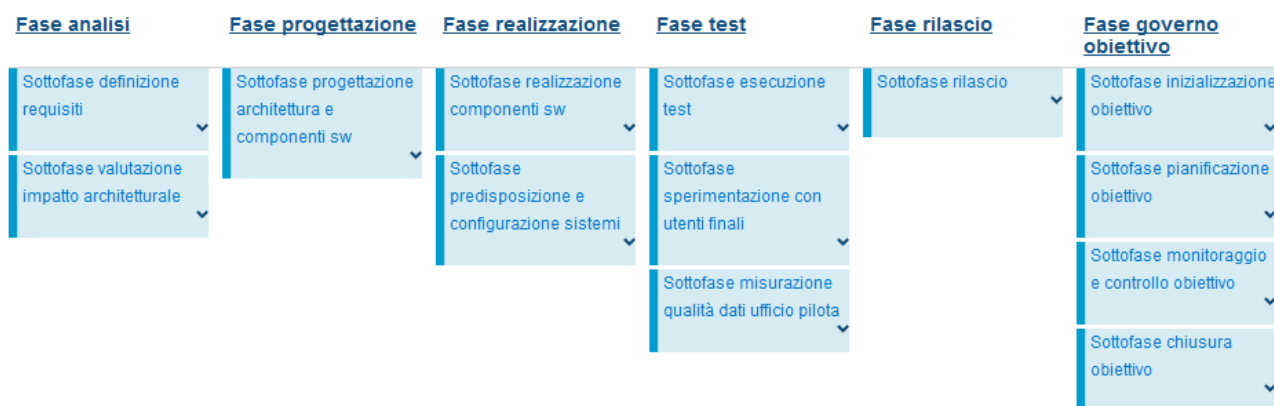 Fase analisi
Sottofase definizione
requisiti
Sottofase valutazione
impatto architetturale
Fase progettazione
Sottofase progettazione
architettura e
componenti sw
Fase realizzazione
Sottofase realizzazione
componenti sw
Sottofase
predisposizione e
configurazione sistemi
Fase test
Sottofase esecuzione
test
Sottofase
sperimentazione con
utenti finali
Sottofase misurazione
qualità dati ufficio pilota
Fase rilascio
Sottofase rilascio
Fase governo
obiettivo
Sottofase inizializzazione
obiettivo
Sottofase pianificazione
obiettivo
Sottofase monitoraggio
e controllo obiettivo
Sottofase chiusura
obiettivo